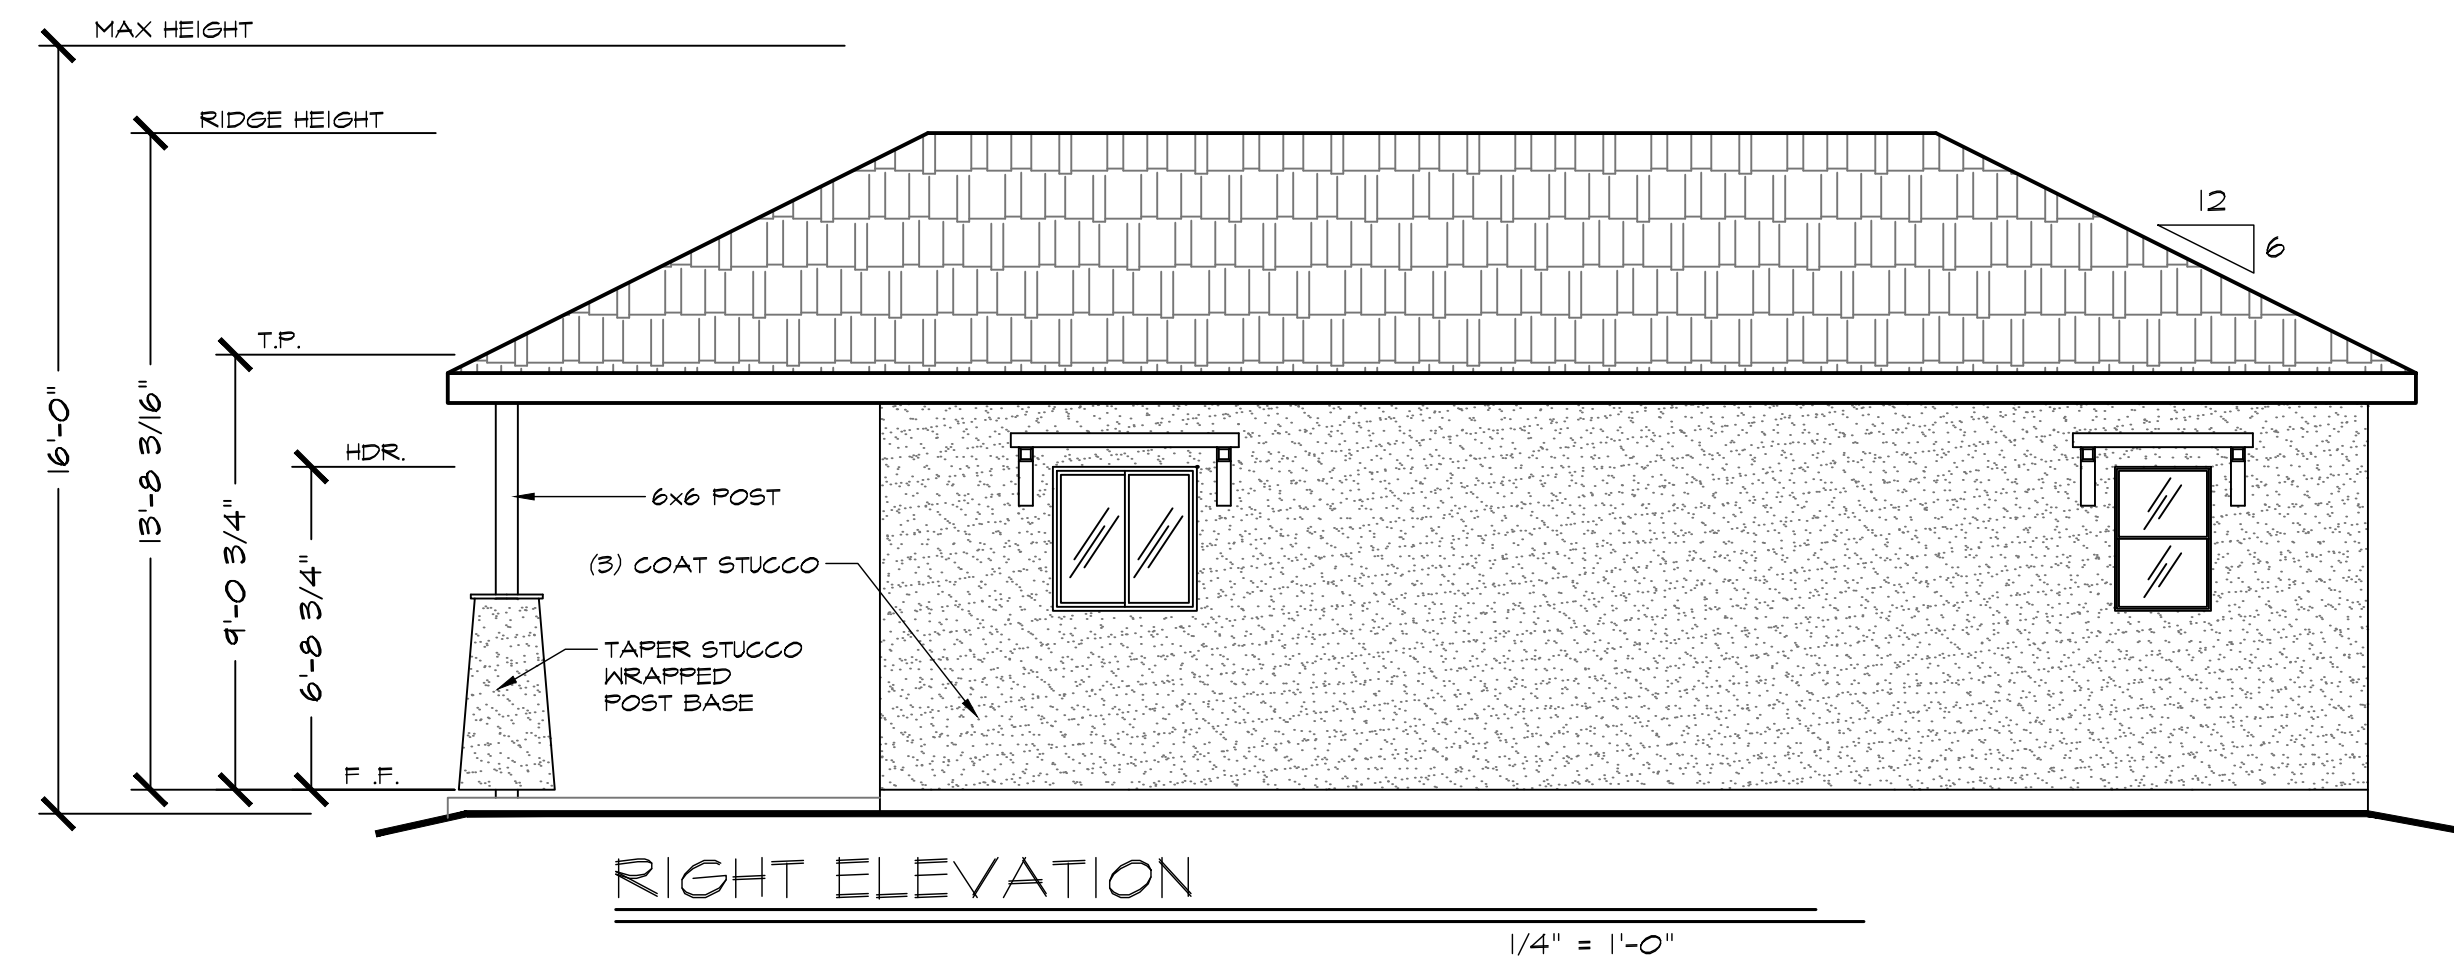 MAX HEIGHT
RIDGE HEIGHT
12
6
T.P.
HDR.
16'-0"
13'-8 3/16"
9'-0 3/4"
6'-8 3/4"
6x6 POST
(3) COAT STUCCO
TAPER STUCCO
WRAPPED
POST BASE
F .F.
RIGHT ELEVATION
1/4" = 1'-0"